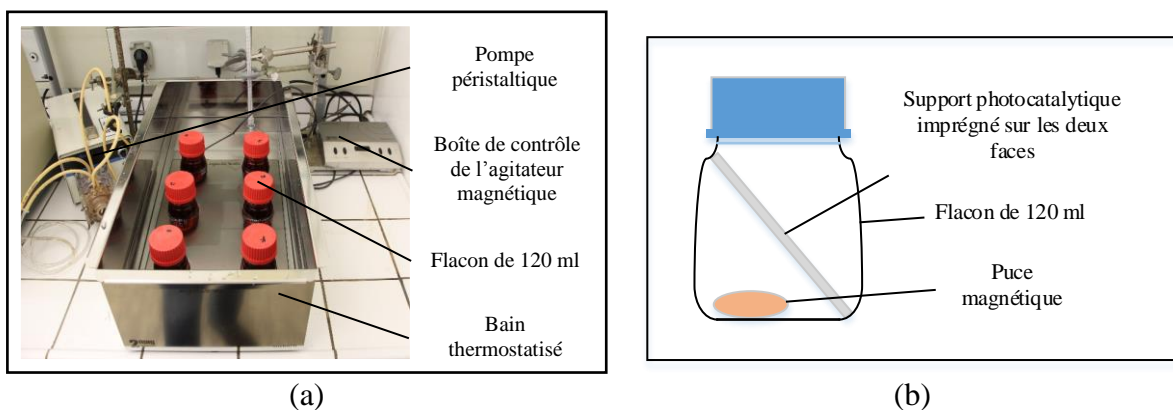 Pompe
péristaltique
Boîte de contrôle
de l'agitateur
magnétique
Flacon de 120 ml
Bain
thermostatisé
(a)
Support photocatalytique
imprégné sur les deux
faces
Flacon de 120 ml
Puce
magnétique
(b)